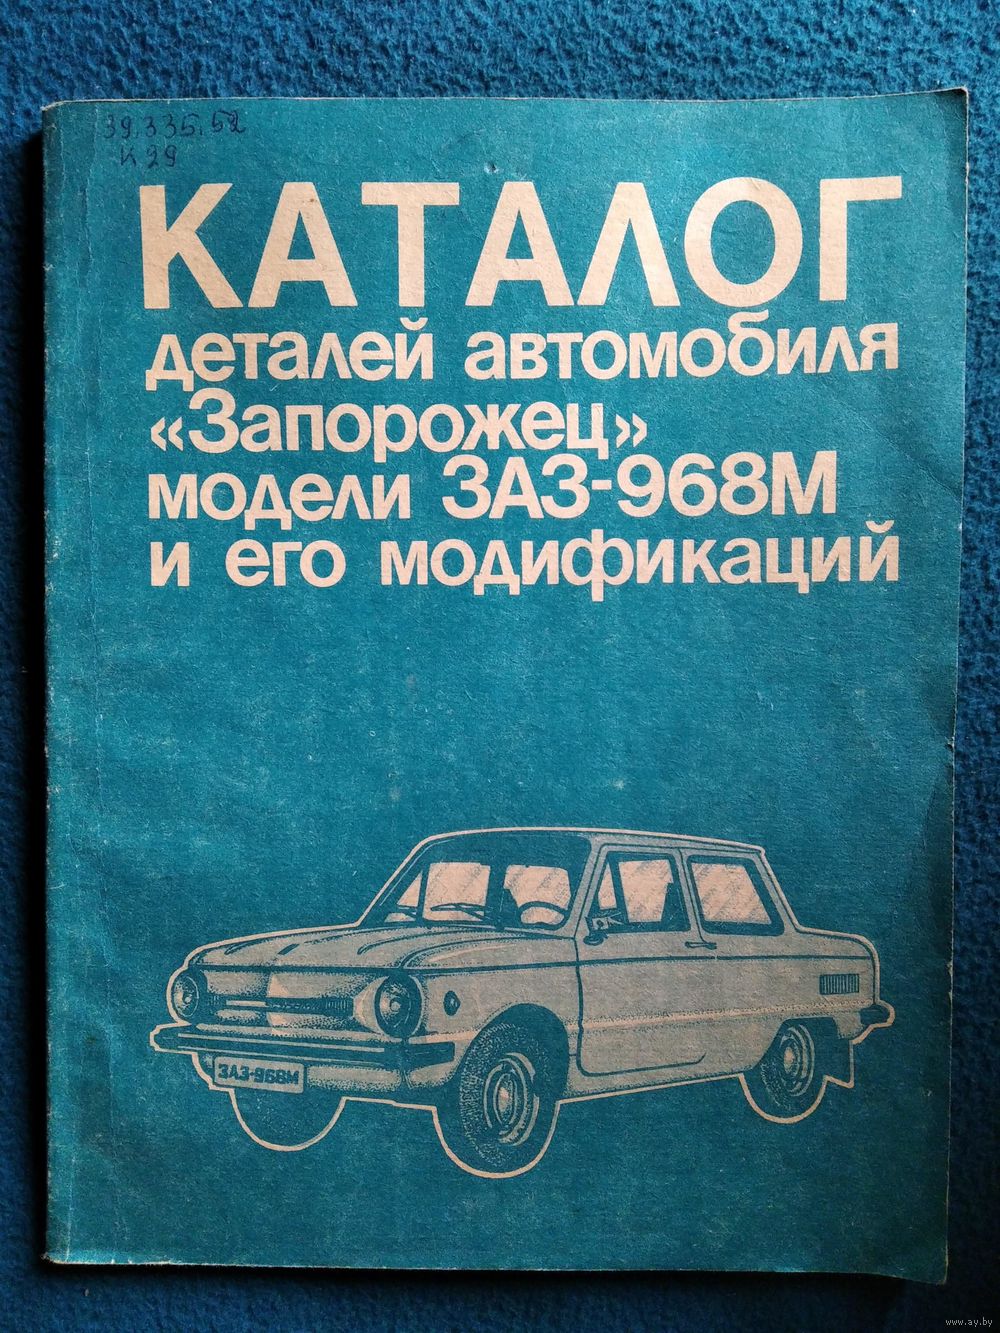 39.335.52
К 29
КАТАЛОГ
деталей автомобиля
«Запорожец»
модели ЗАЗ-968М
и его модификаций
ЗАЗ-968М
www.ay.by